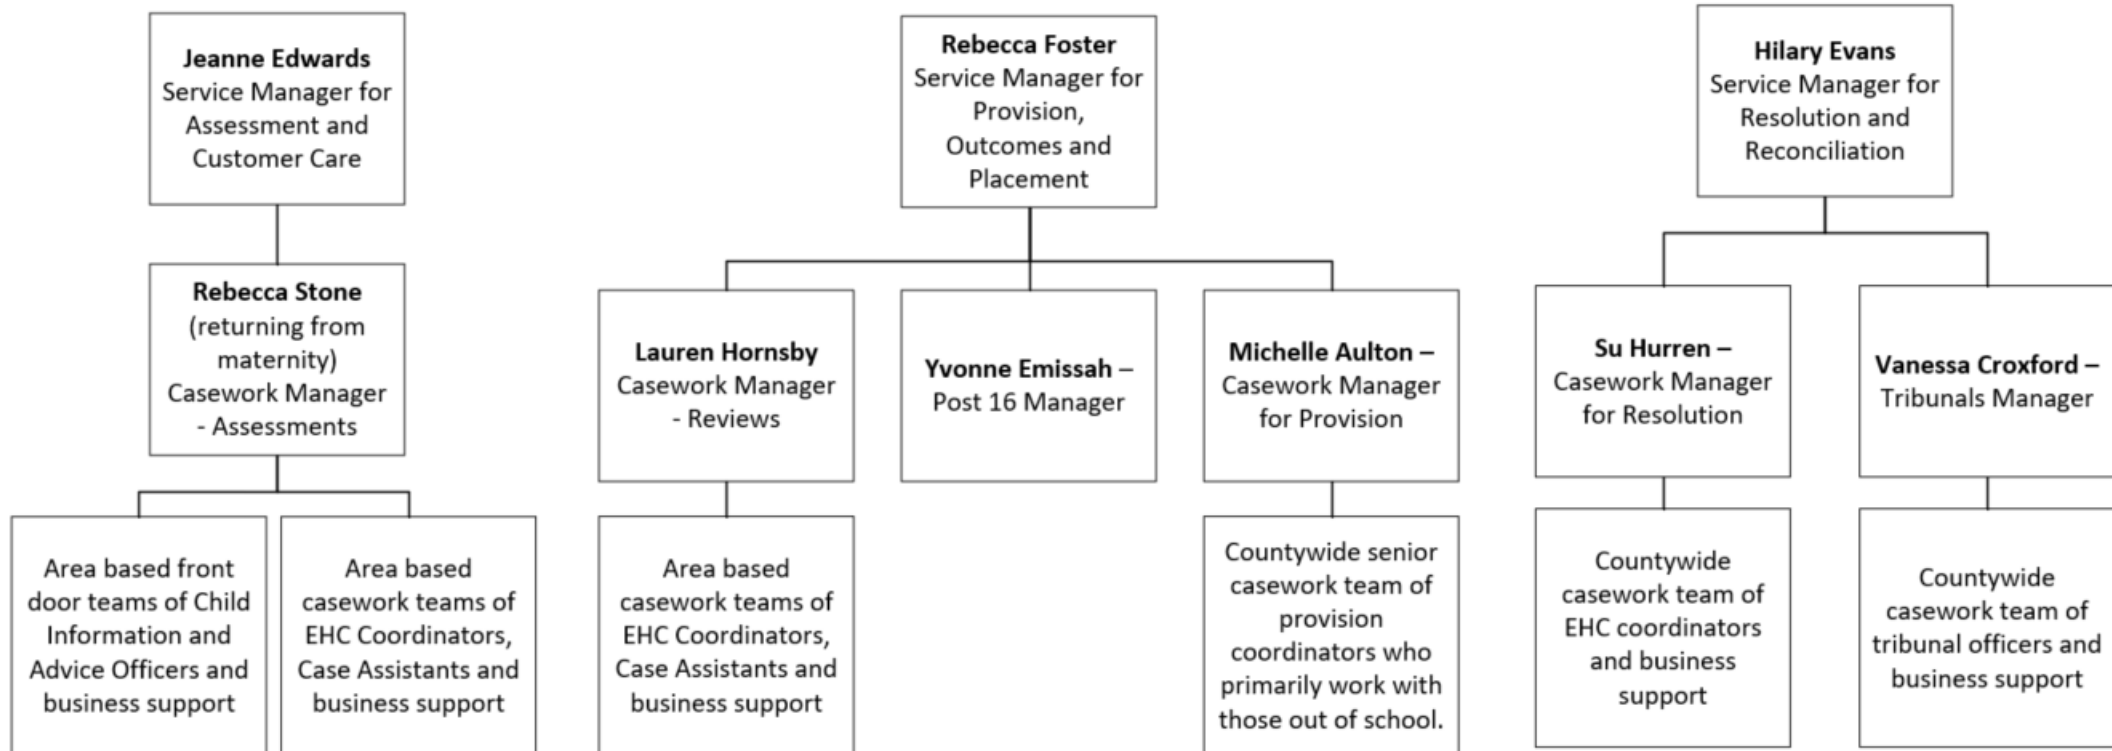 Jeanne Edwards
Service Manager for
Assessment and
Customer Care
Rebecca Stone
(returning from
maternity)
Casework Manager
- Assessments
Area based front
door teams of Child
Information and
Advice Officers and
business support
Area based
casework teams of
EHC Coordinators,
Case Assistants and
business support
Rebecca Foster
Service Manager for
Provision,
Outcomes and
Placement
Lauren Hornsby
Casework Manager
- Reviews
Area based
casework teams of
EHC Coordinators,
Case Assistants and
business support
Yvonne Emissah –
Post 16 Manager
Michelle Aulton –
Casework Manager
for Provision
Countywide senior
casework team of
provision
coordinators who
primarily work with
those out of school.
Hilary Evans
Service Manager for
Resolution and
Reconciliation
Su Hurren –
Casework Manager
for Resolution
Countywide
casework team of
EHC coordinators
and business
support
Vanessa Croxford –
Tribunals Manager
Countywide
casework team of
tribunal officers and
business support